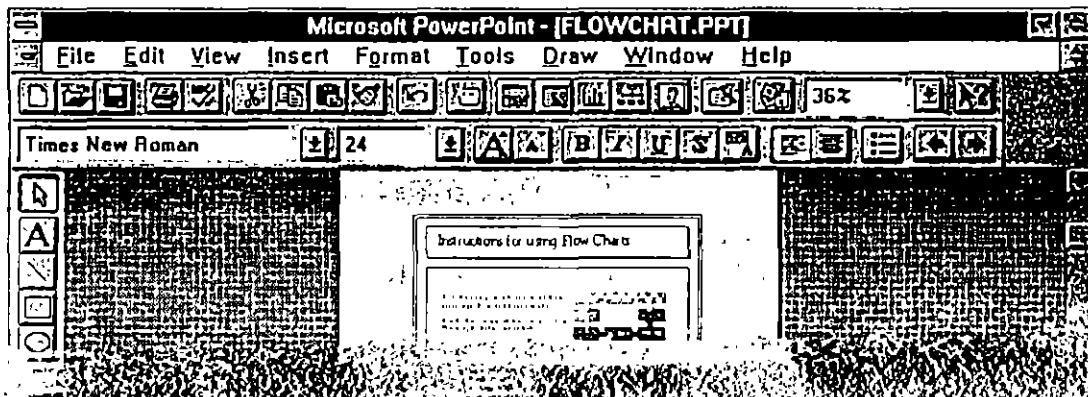 Microsoft PowerPoint - [FLOWCHRT.PPT]
File Edit View Insert Format Tools Draw Window Help
36%
Times New Roman 24
A A B I U S A
A
Instructions for using Flow Charts